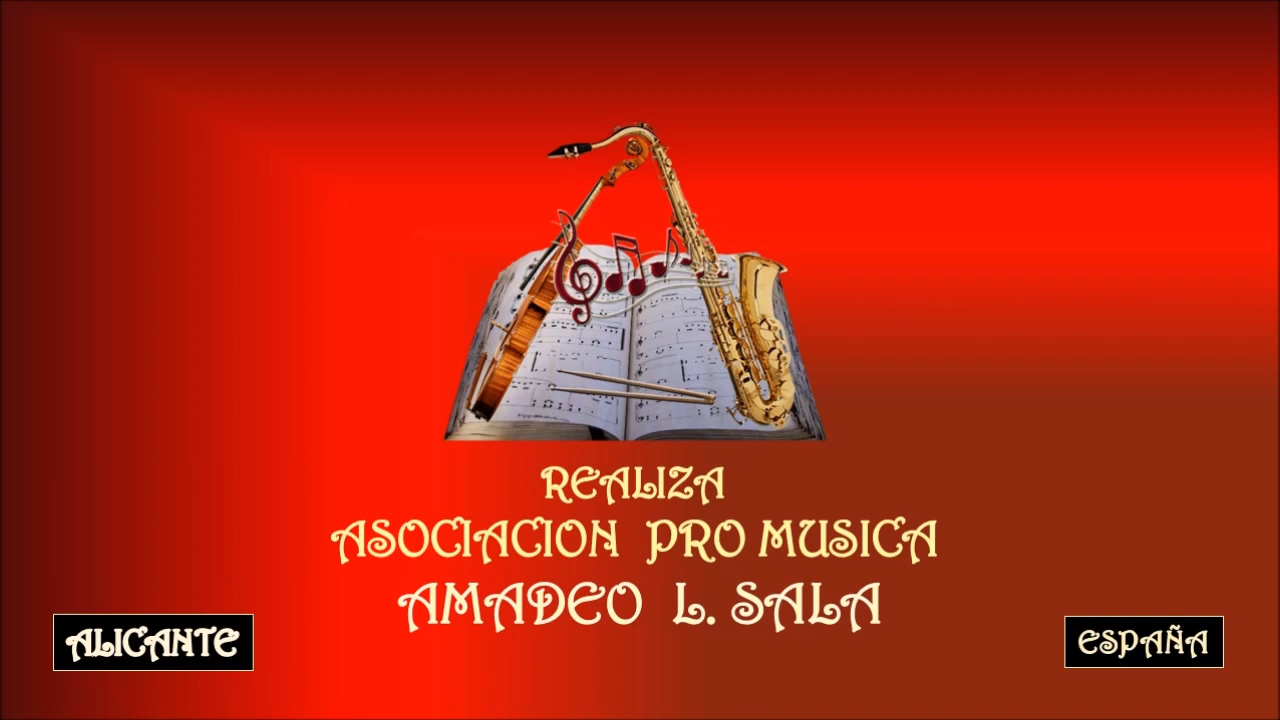 REALIZA
ASOCIACION PRO MUSICA
AMADEO L. SALA
ALICANTE
ESPAÑA